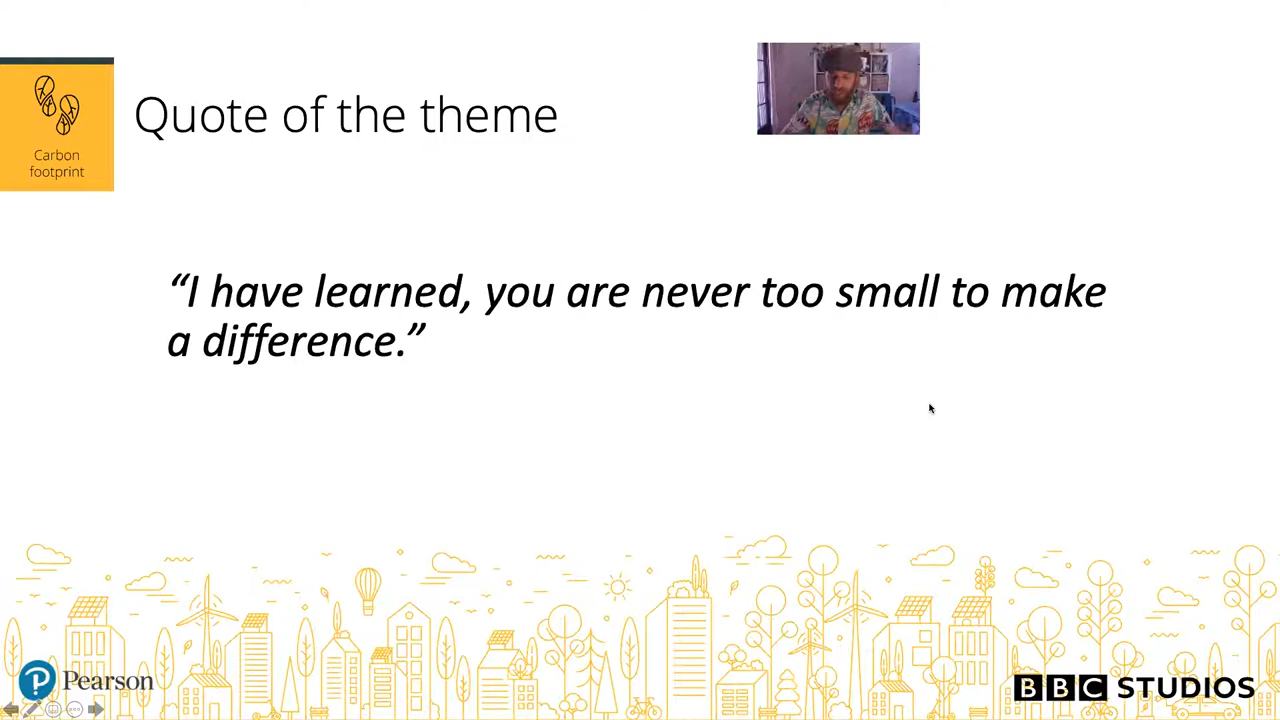 Carbon
footprint
Quote of the theme
“I have learned, you are never too small to make
a difference.”
Pearson
BBC STUDIOS